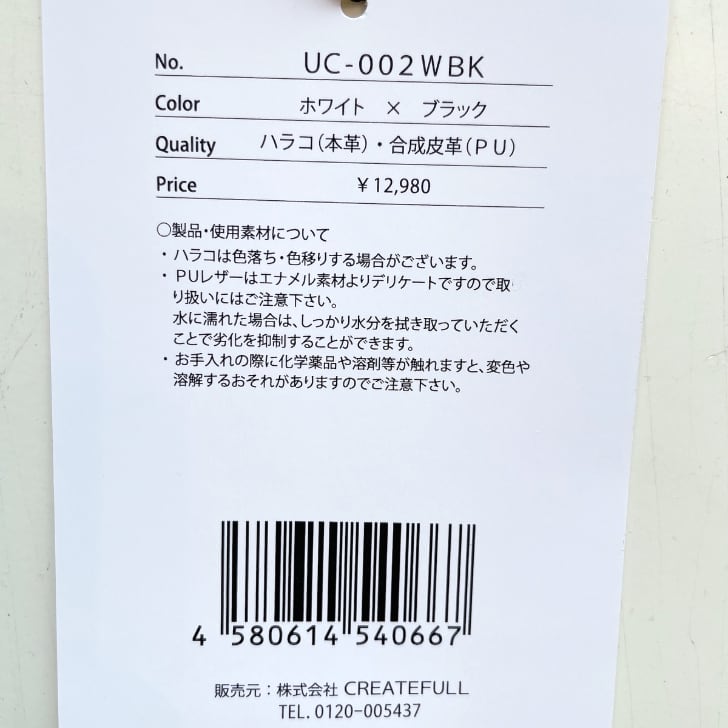 No. UC-002WBK
Color ホワイト × ブラック
Quality ハラコ(本革)・合成皮革(PU)
Price ¥12,980
○製品・使用素材について
・ハラコは色落ち・色移りする場合がございます。
・PUレザーはエナメル素材よりデリケートですので取
り扱いにはご注意下さい。
水に濡れた場合は、しっかり水分を拭き取っていただく
ことで劣化を抑制することができます。
・お手入れの際に化学薬品や溶剤等が触れますと、変色や
溶解するおそれがありますのでご注意下さい。
4 580614 540667
販売元：株式会社 CREATEFULL
TEL. 0120-005437